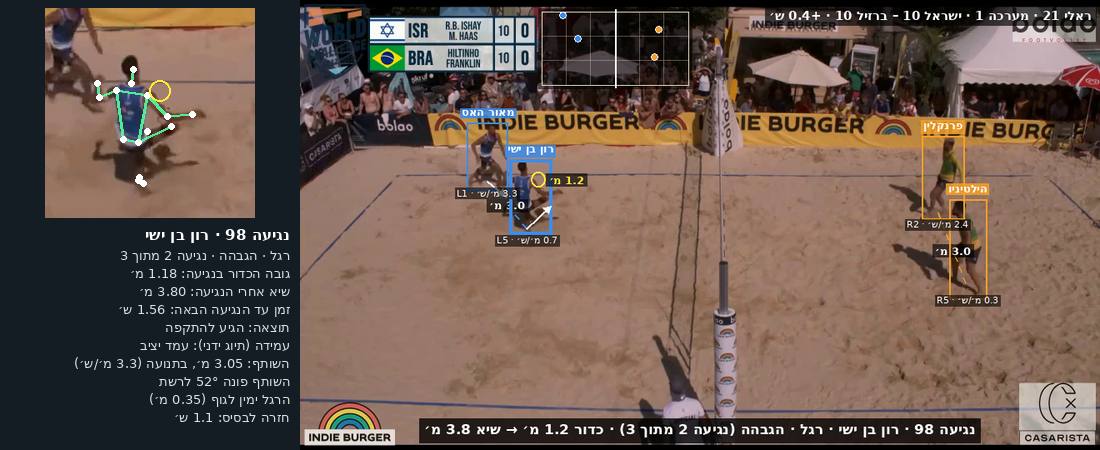 ראלי 21 · מערכה 1 · ישראל 10 – ברזיל 10 · +0.4 ש׳
ISR R.B. ISHAY M. HAAS 10 0
BRA HILTINHO FRANKLIN 10 0
INDIE BURGER
bolao
FOOTVOLLEY
bolao
INDIE BURGER
INDIE BURGER
CASARISTA
מאור האס
רון בן ישי
1.2 מ׳
L1 · 3.3 מ׳/ש׳
3.0 מ׳
L5 · 0.7 מ׳/ש׳
פרנקלין
הילטיניו
R2 · 2.4 מ׳/ש׳
3.0 מ׳
R5 · 0.3 מ׳/ש׳
נגיעה 98 · רון בן ישי
רגל · הגבהה · נגיעה 2 מתוך 3
גובה הכדור בנגיעה: 1.18 מ׳
שיא אחרי הנגיעה: 3.80 מ׳
זמן עד הנגיעה הבאה: 1.56 ש׳
תוצאה: הגיע להתקפה
עמידה (תיוג ידני): עמד יציב
השותף: 3.05 מ׳, בתנועה (3.3 מ׳/ש׳)
השותף פונה 52° לרשת
הרגל ימין לגוף (0.35 מ׳)
חזרה לבסיס: 1.1 ש׳
נגיעה 98 · רון בן ישי · רגל · הגבהה (נגיעה 2 מתוך 3) · כדור 1.2 מ׳ → שיא 3.8 מ׳
INDIE BURGER
CASARISTA